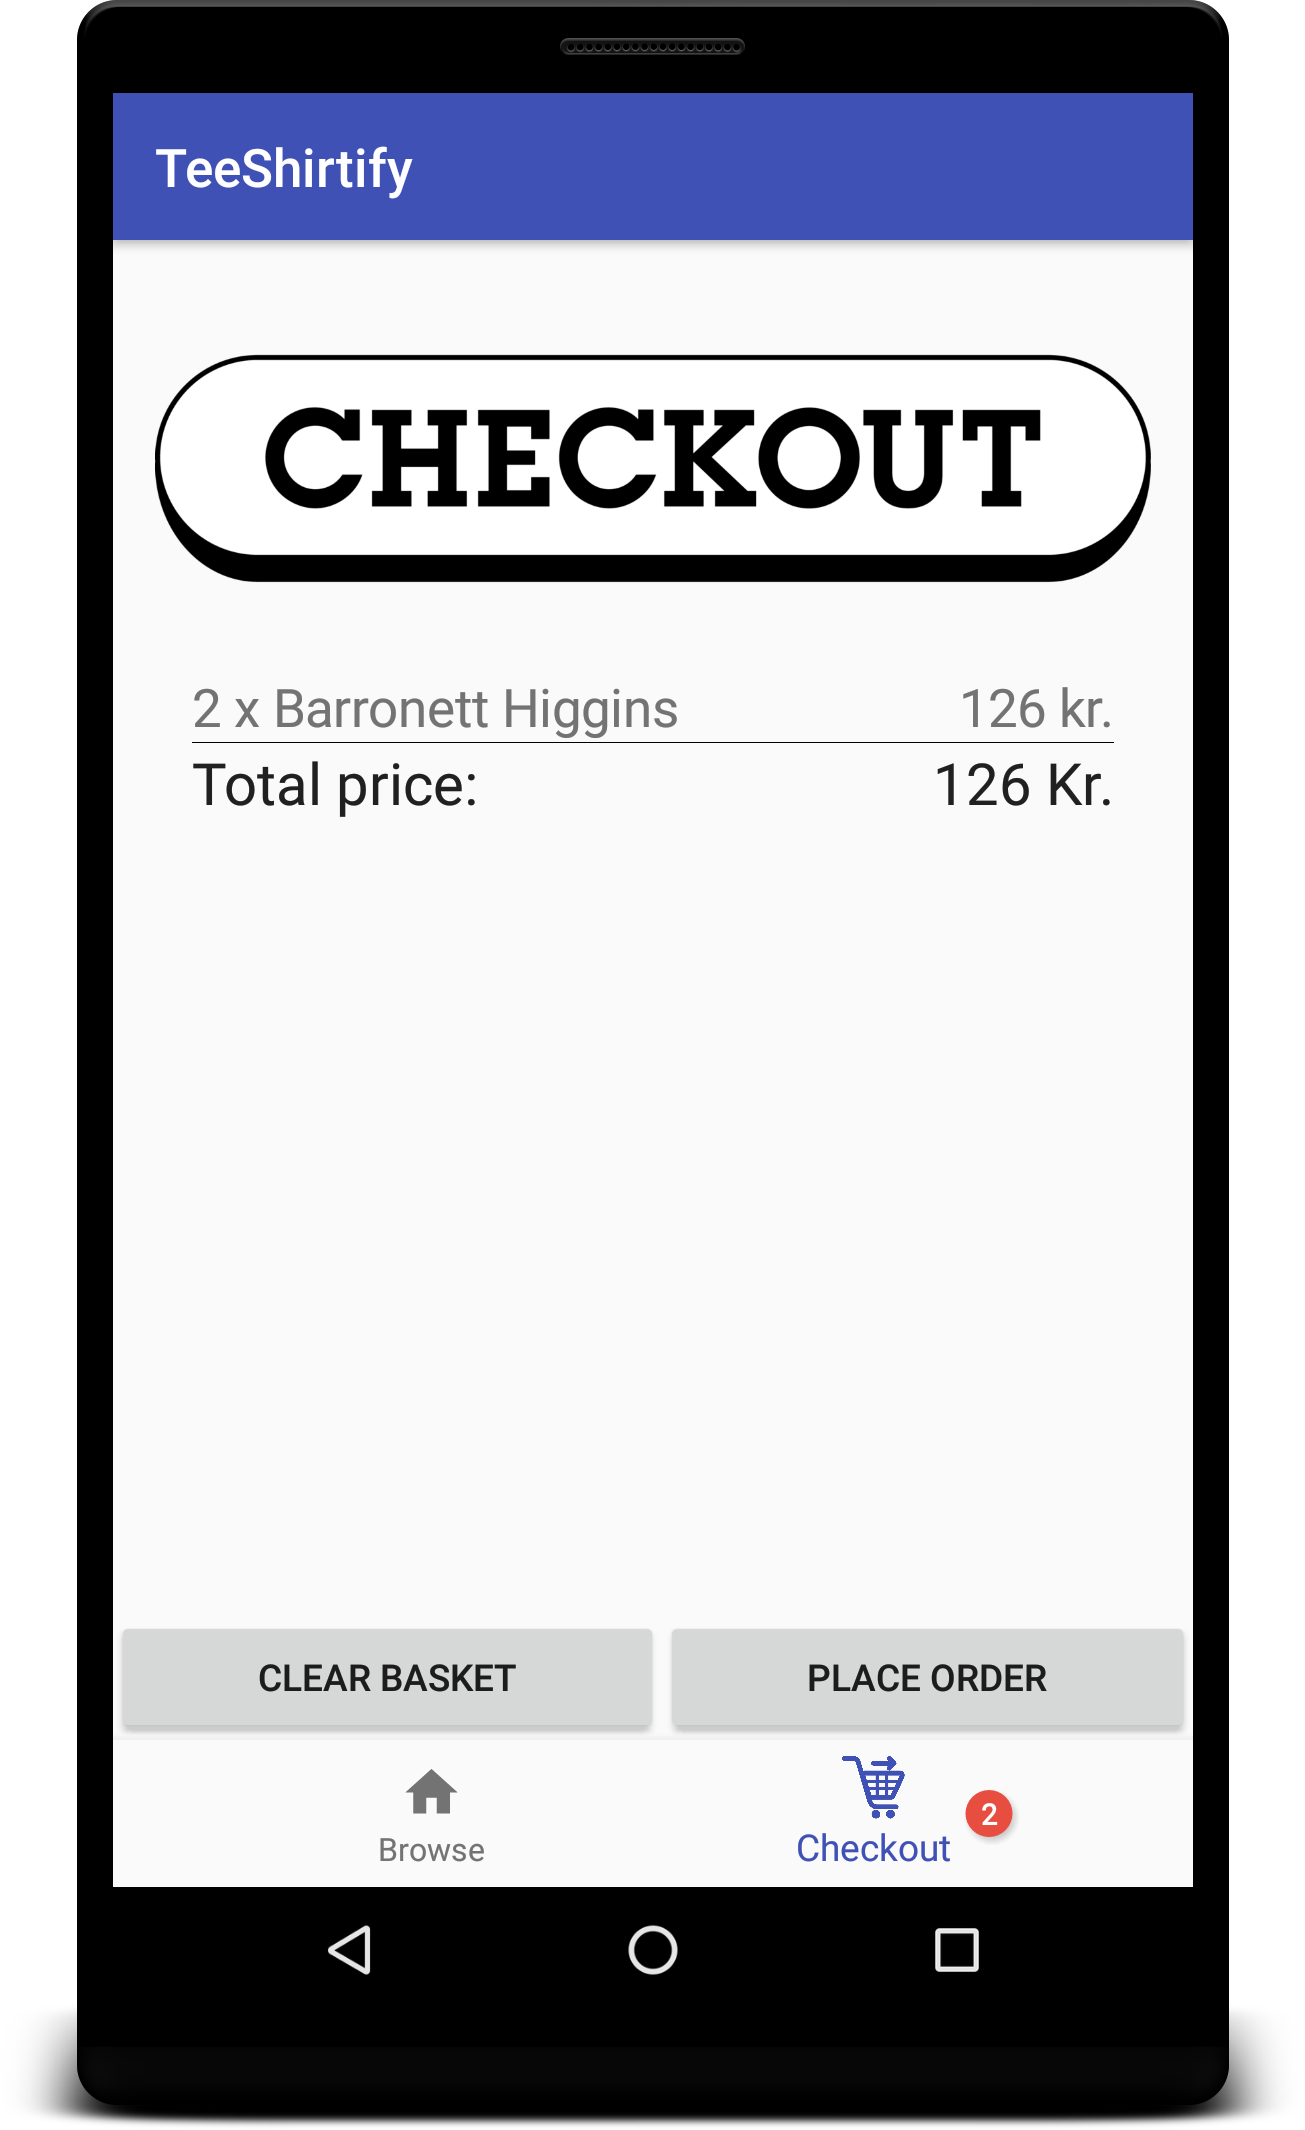 TeeShirtify
CHECKOUT
2 x Barronett Higgins 126 kr.
Total price: 126 Kr.
CLEAR BASKET PLACE ORDER
2
Browse Checkout